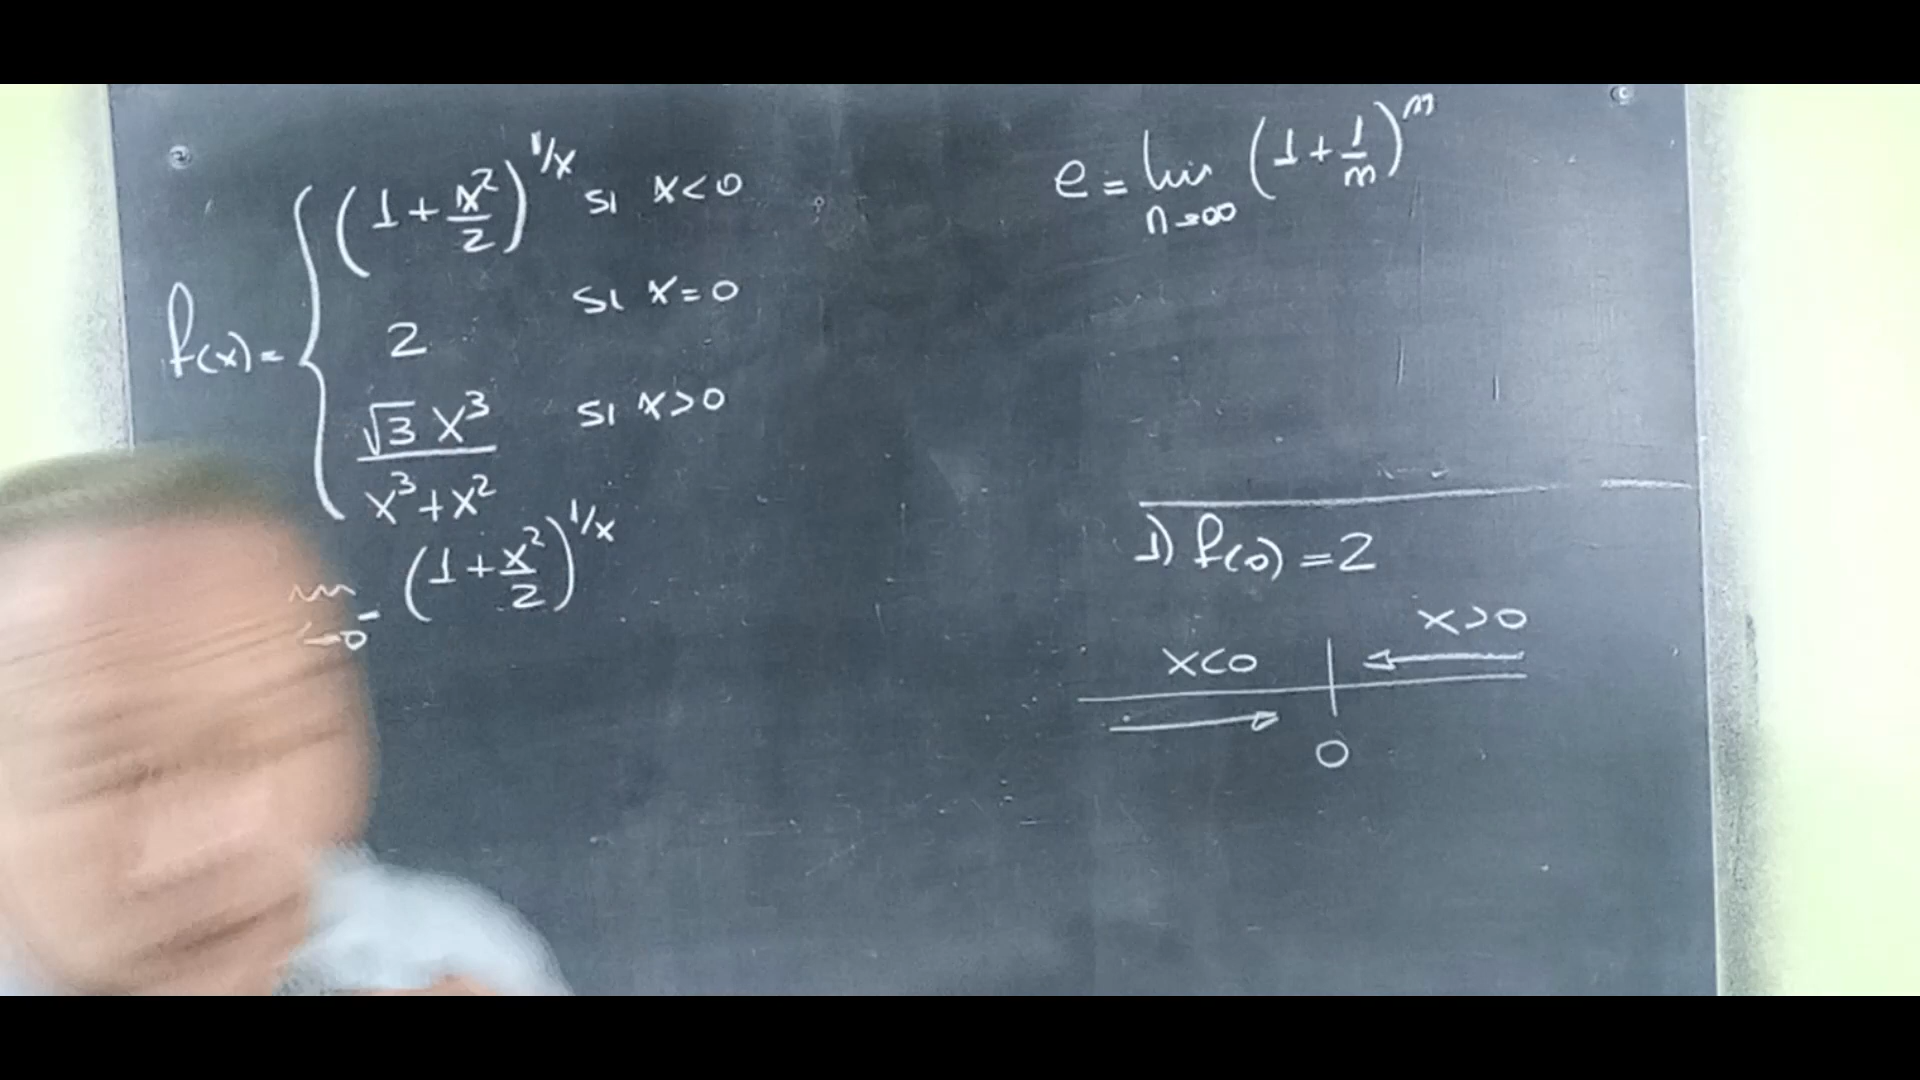 f(x) = { (1 + x²/2)^(1/x) si x < 0
2 si x = 0
√3 x³ / (x³ + x²) si x > 0
(1 + x²/2)^(1/x)
→0⁻
e = lim (1 + 1/m)^m
n→∞
1) f(0) = 2
x>0
x<0
0